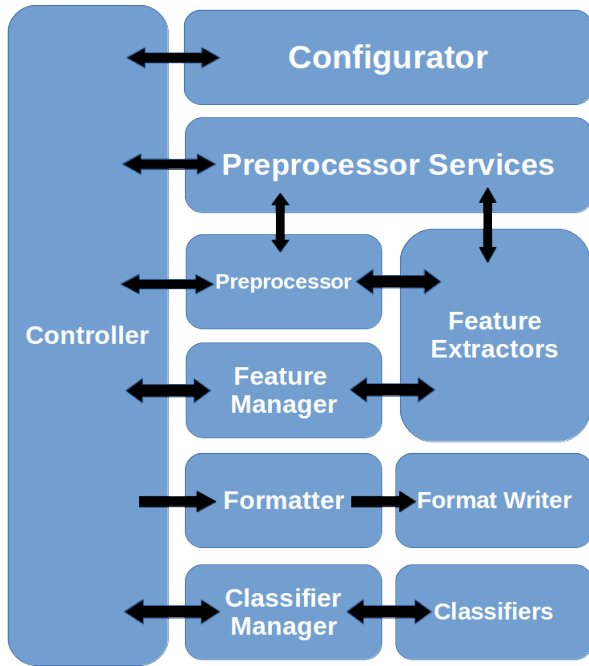 Configurator
Preprocessor Services
Preprocessor
Controller
Feature
Extractors
Feature
Manager
Formatter
Format Writer
Classifier
Manager
Classifiers